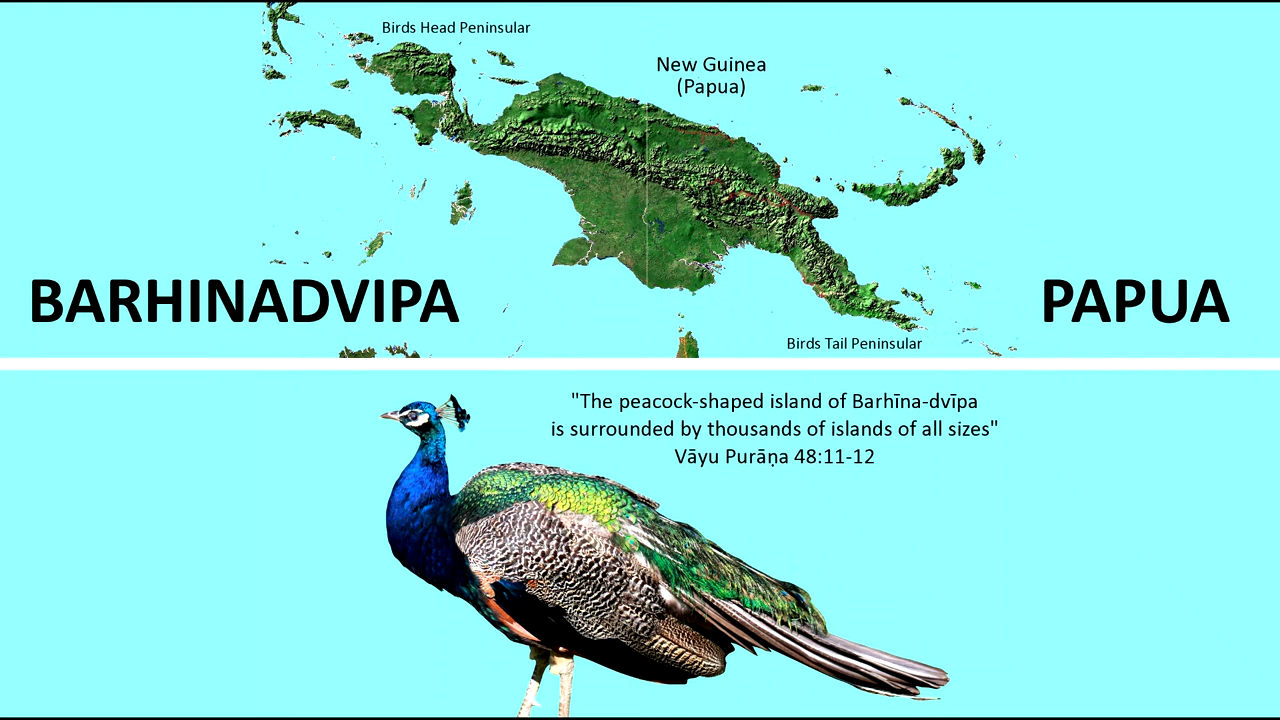 Birds Head Peninsular
New Guinea
(Papua)
BARHINADVIPA
PAPUA
Birds Tail Peninsular
"The peacock-shaped island of Barhīna-dvīpa
is surrounded by thousands of islands of all sizes"
Vāyu Purāṇa 48:11-12